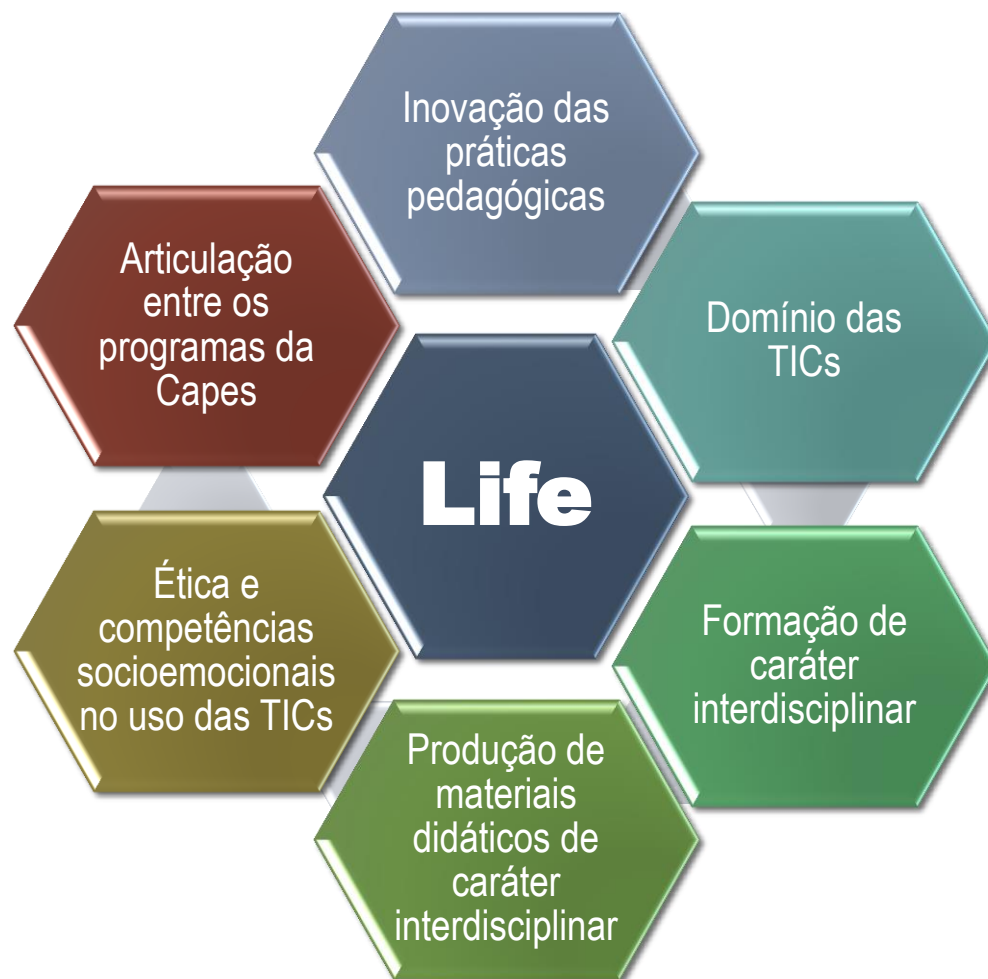 Inovação das
práticas
pedagógicas
Domínio das
TICs
Formação de
caráter
interdisciplinar
Produção de
materiais
didáticos de
caráter
interdisciplinar
Ética e
competências
socioemocionais
no uso das TICs
Articulação
entre os
programas da
Capes
Life